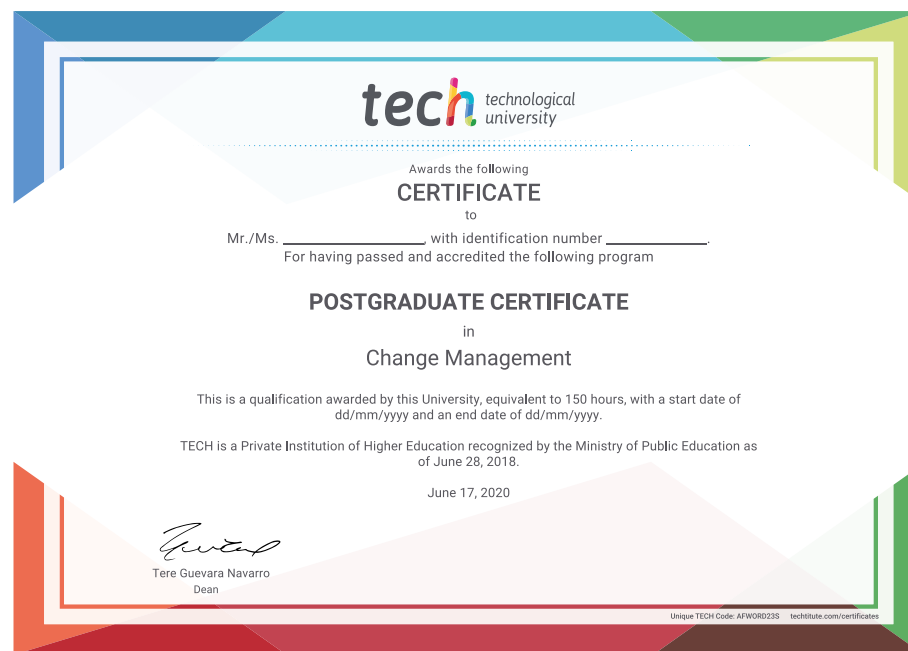 tech technological
university
Awards the following
CERTIFICATE
to
Mr./Ms. ____________________, with identification number ______________.
For having passed and accredited the following program
POSTGRADUATE CERTIFICATE
in
Change Management
This is a qualification awarded by this University, equivalent to 150 hours, with a start date of
dd/mm/yyyy and an end date of dd/mm/yyyy.
TECH is a Private Institution of Higher Education recognized by the Ministry of Public Education as
of June 28, 2018.
June 17, 2020
Tere Guevara Navarro
Dean
Unique TECH Code: AFWORD23S techtitute.com/certificates